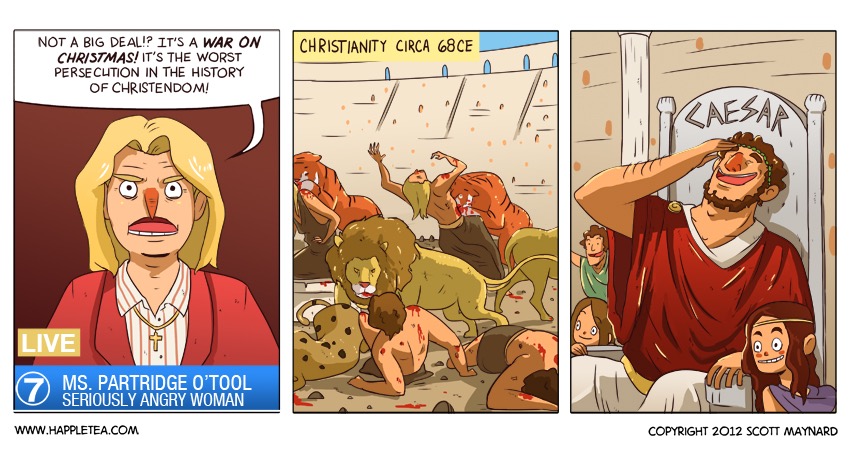 NOT A BIG DEAL!? IT'S A WAR ON
CHRISTMAS! IT'S THE WORST
PERSECUTION IN THE HISTORY
OF CHRISTENDOM!
LIVE
7
MS. PARTRIDGE O'TOOL
SERIOUSLY ANGRY WOMAN
CHRISTIANITY CIRCA 68CE
CAESAR
WWW.HAPPLETEA.COM
COPYRIGHT 2012 SCOTT MAYNARD